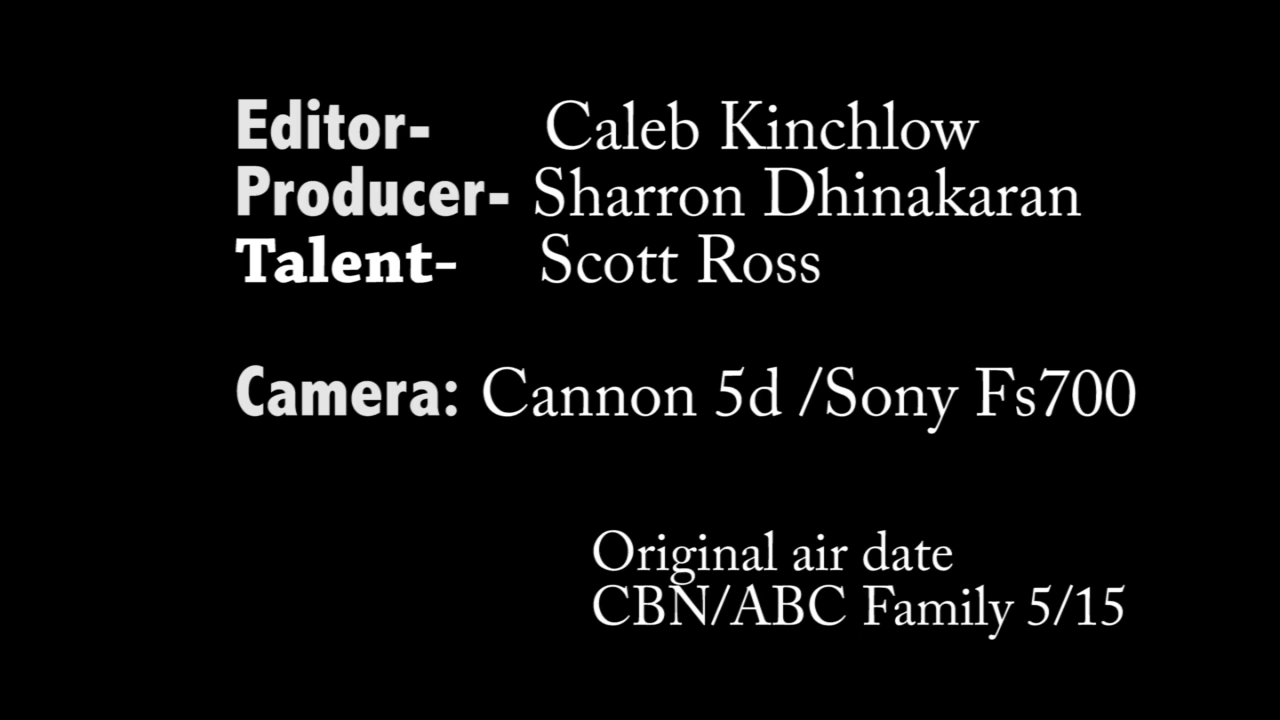 Editor- Caleb Kinchlow
Producer- Sharron Dhinakaran
Talent- Scott Ross
Camera: Cannon 5d /Sony Fs700
Original air date
CBN/ABC Family 5/15